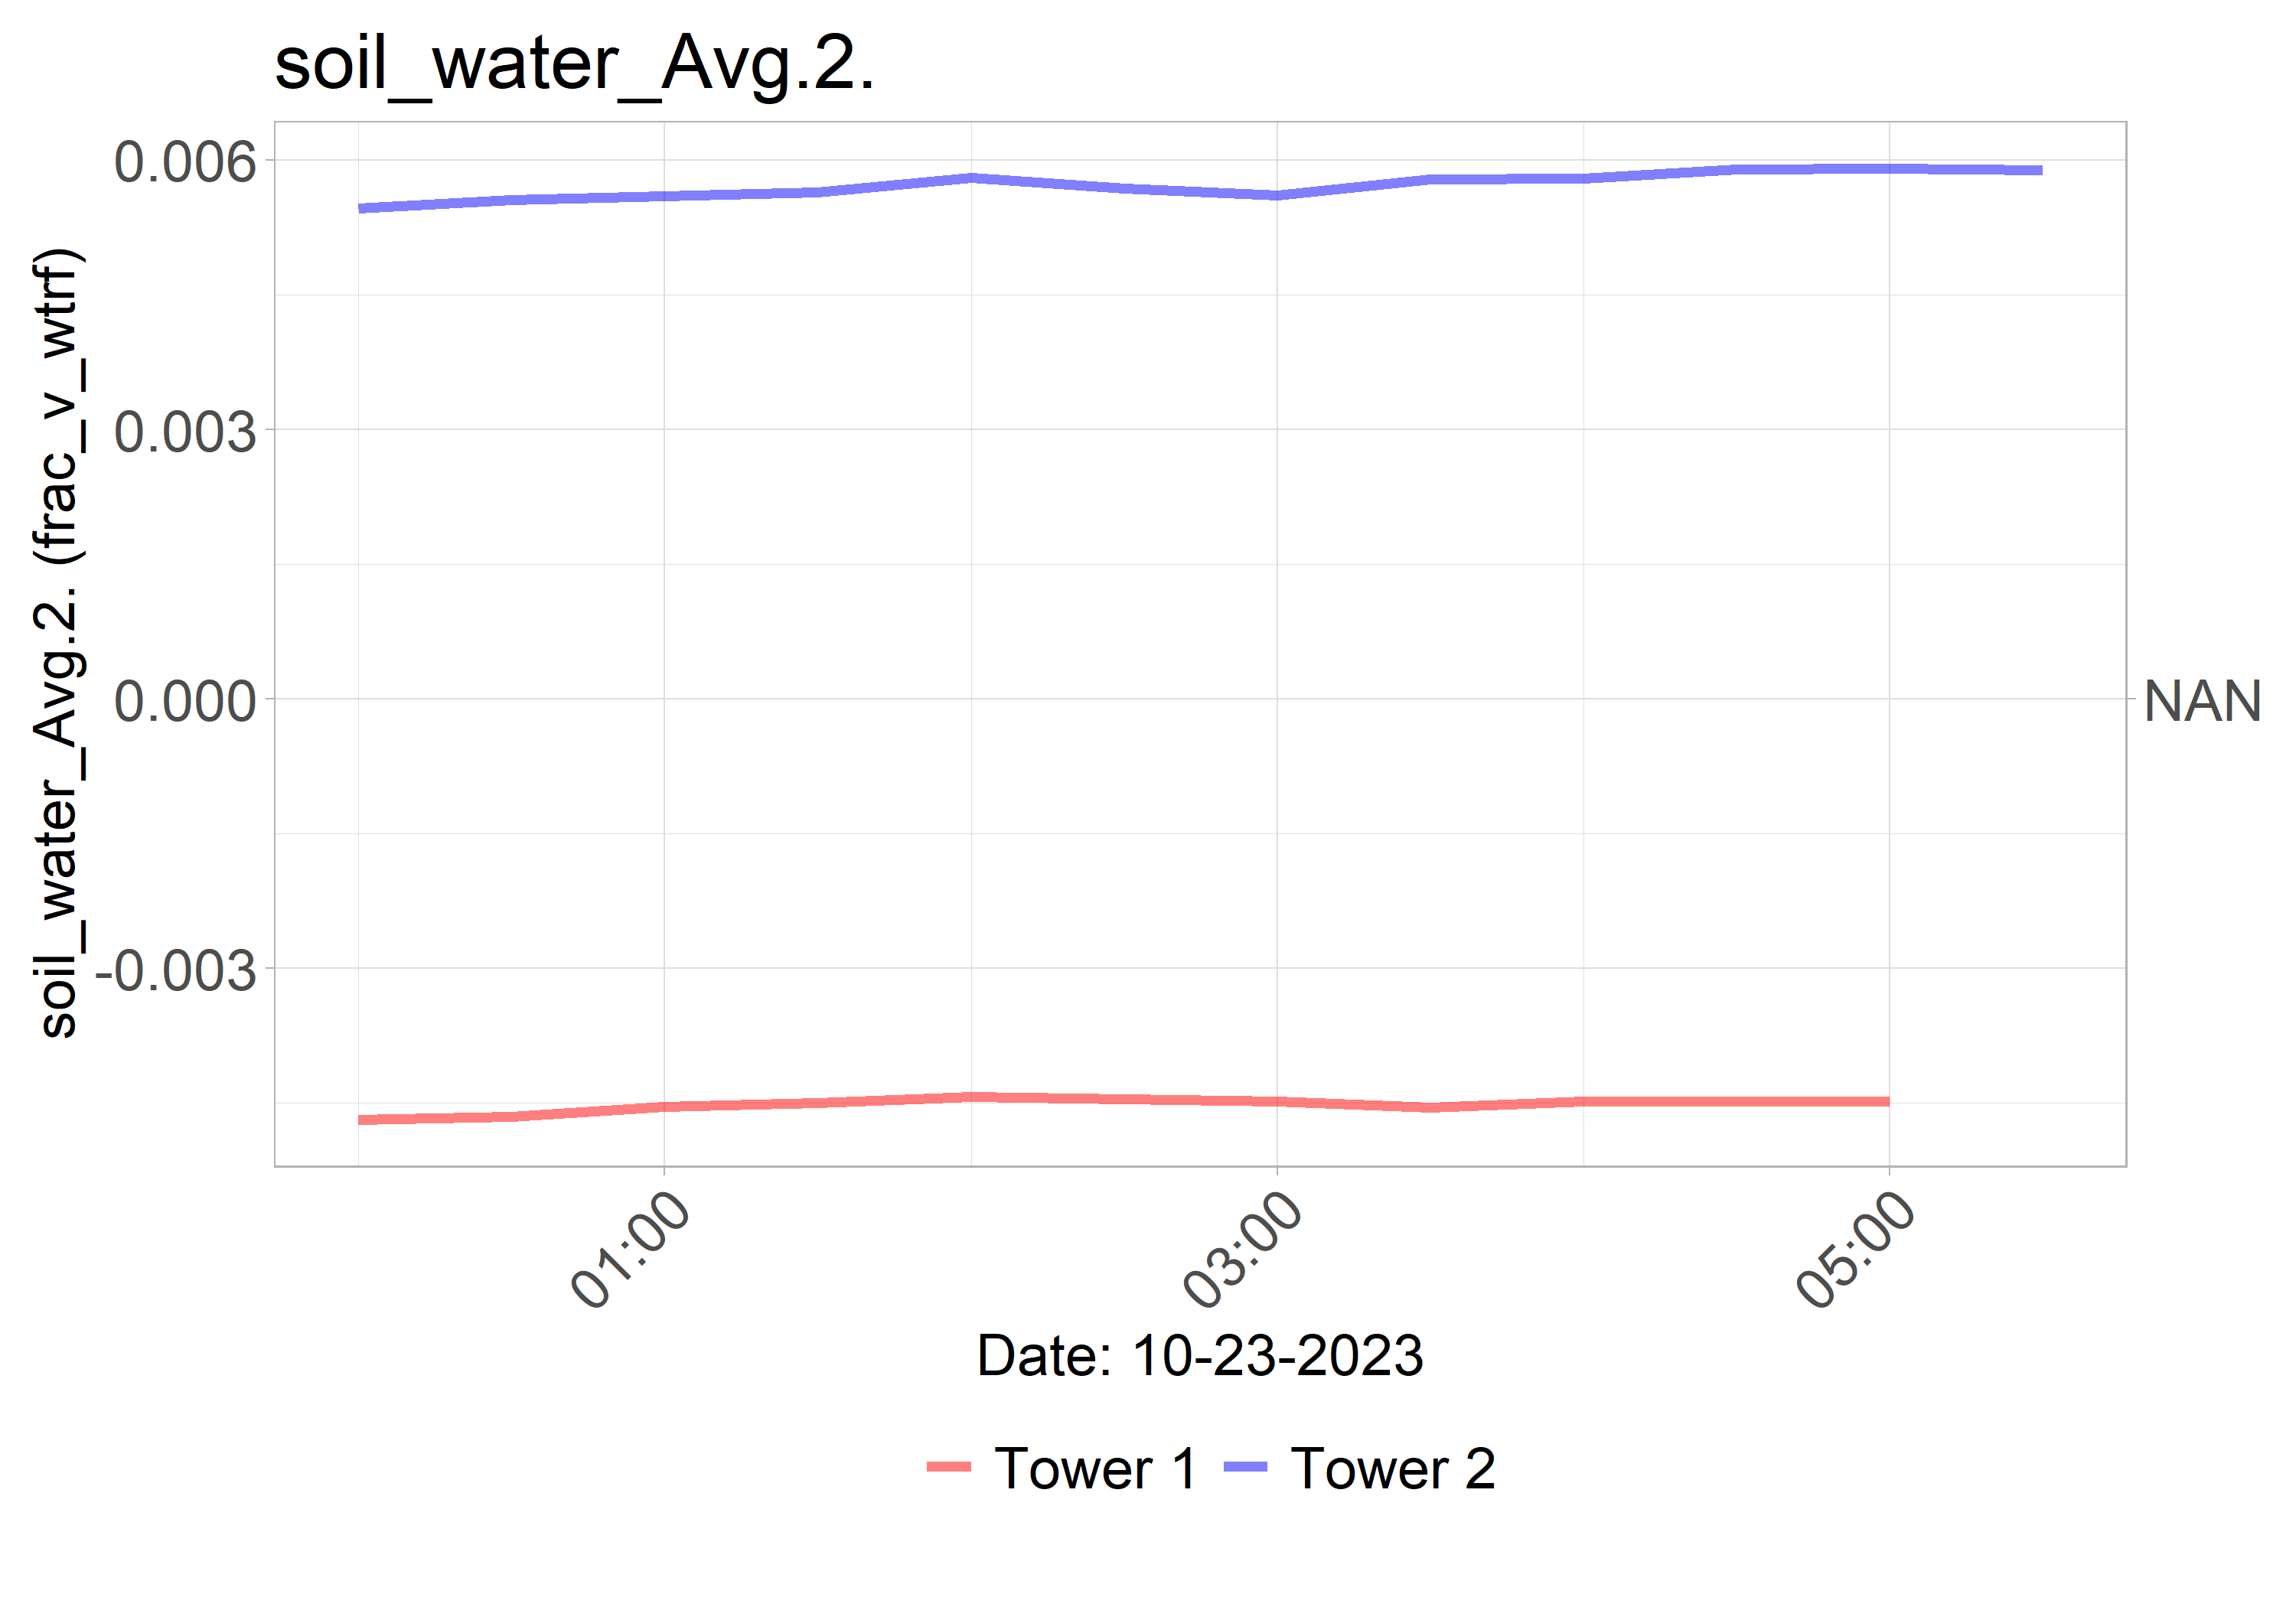 soil_water_Avg.2.
soil_water_Avg.2. (frac_v_wtrf)
0.006
0.003
0.000
-0.003
NAN
01:00
03:00
05:00
Date: 10-23-2023
Tower 1
Tower 2